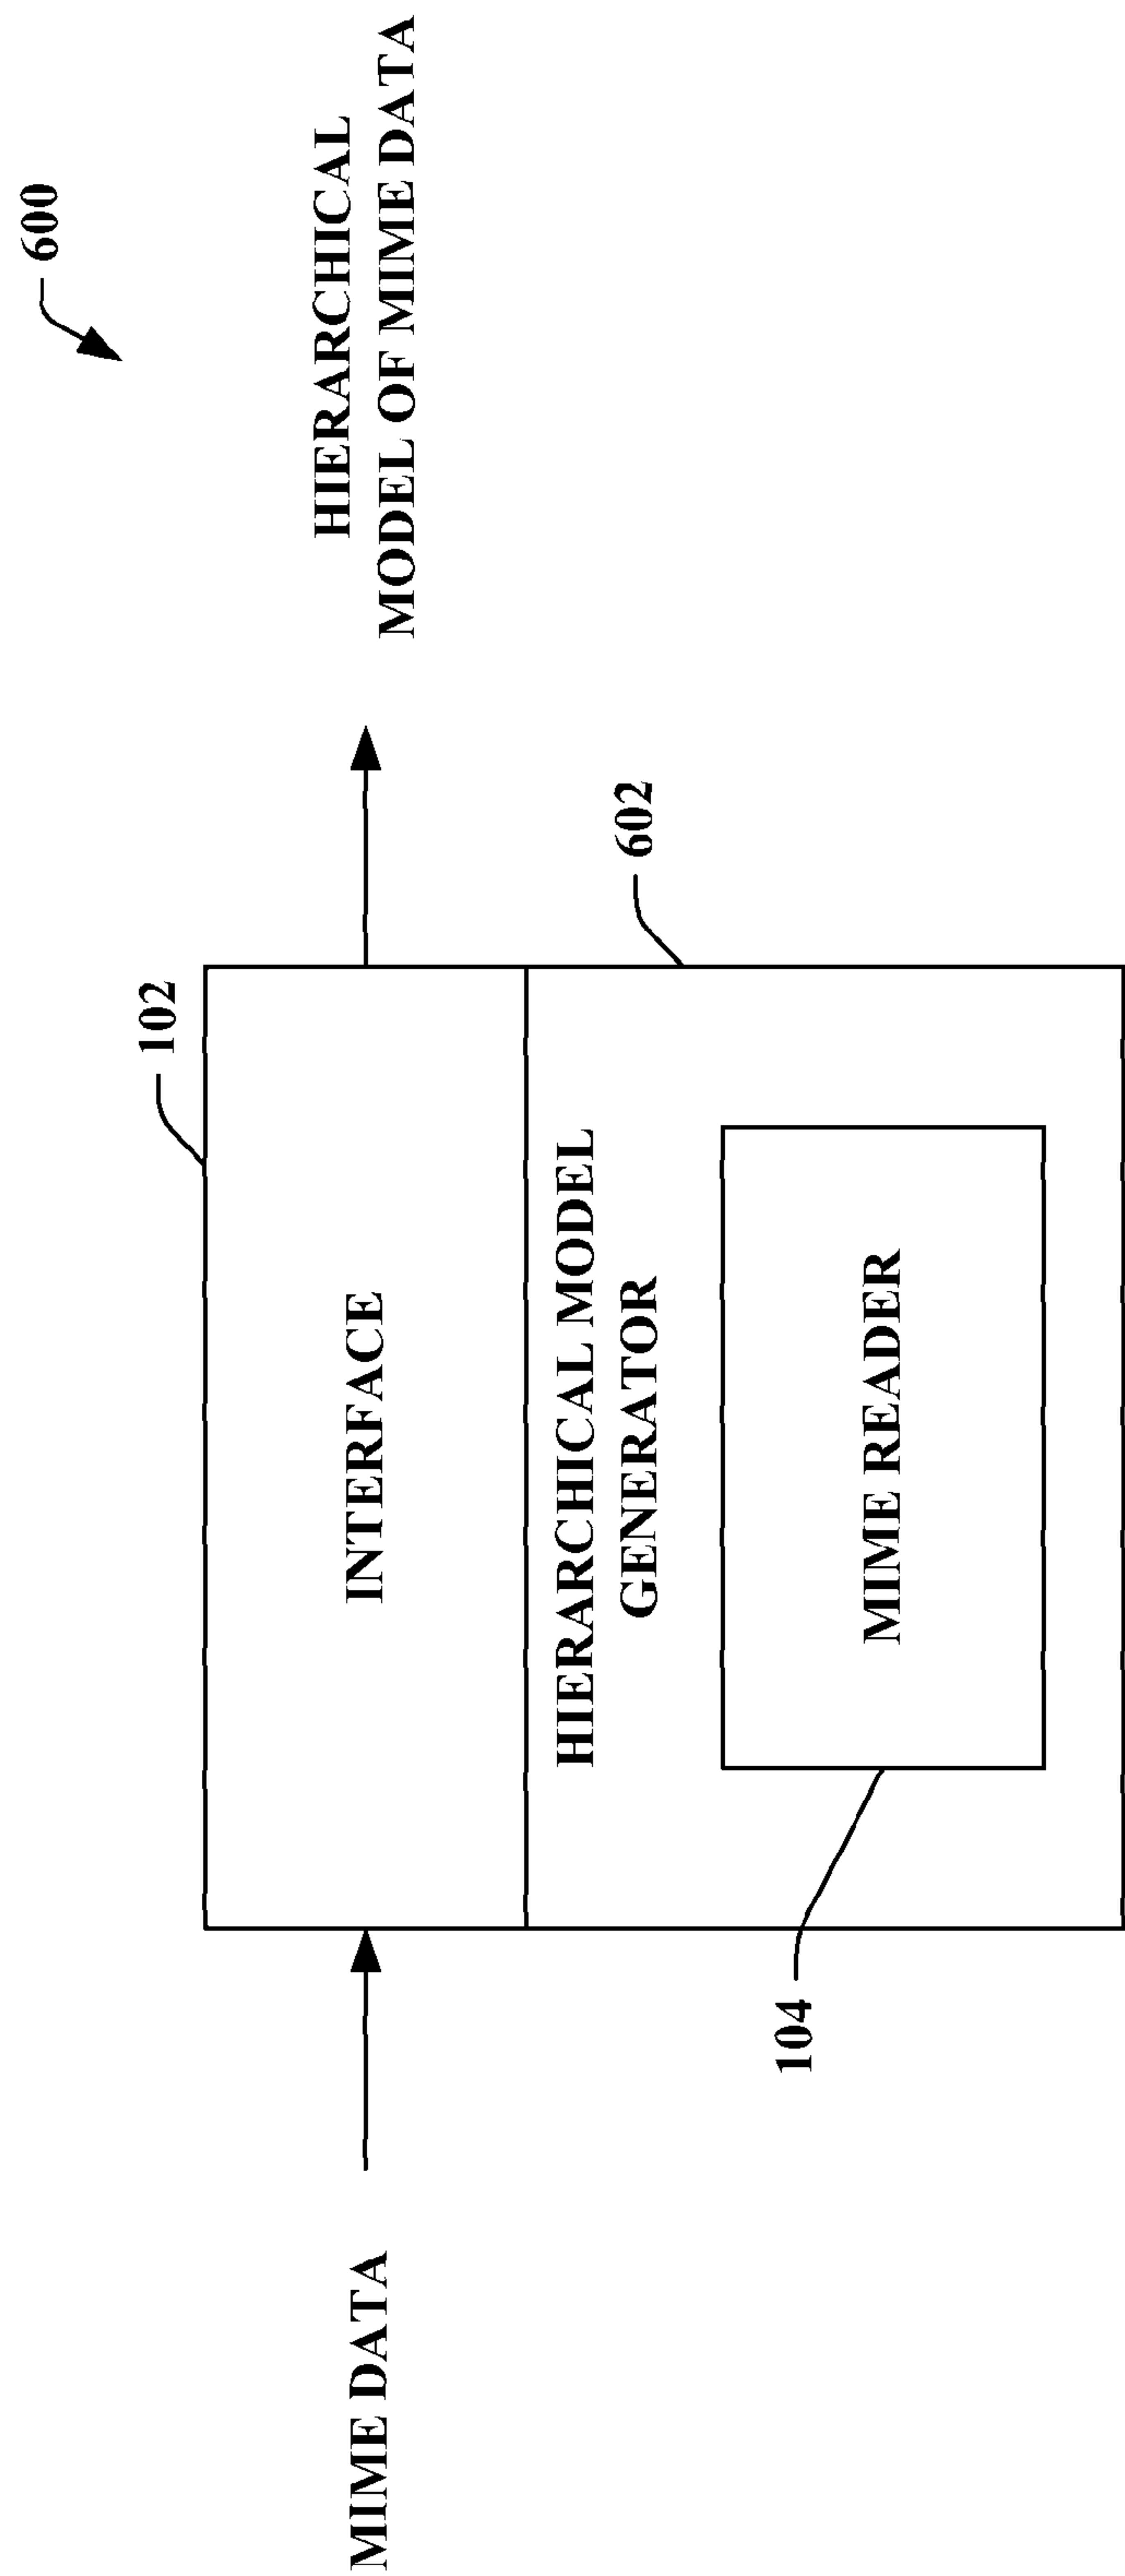 600
MIME DATA
102
INTERFACE
HIERARCHICAL
MODEL OF MIME DATA
HIERARCHICAL MODEL
GENERATOR
602
MIME READER
104